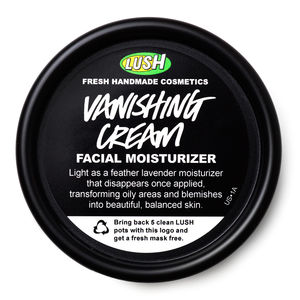 LUSH
FRESH HANDMADE COSMETICS
VANISHING
CREAM
FACIAL MOISTURIZER
Light as a feather lavender moisturizer
that disappears once applied,
transforming oily areas and blemishes
into beautiful, balanced skin.
US•1A
Bring back 5 clean LUSH
pots with this logo and
get a fresh mask free.